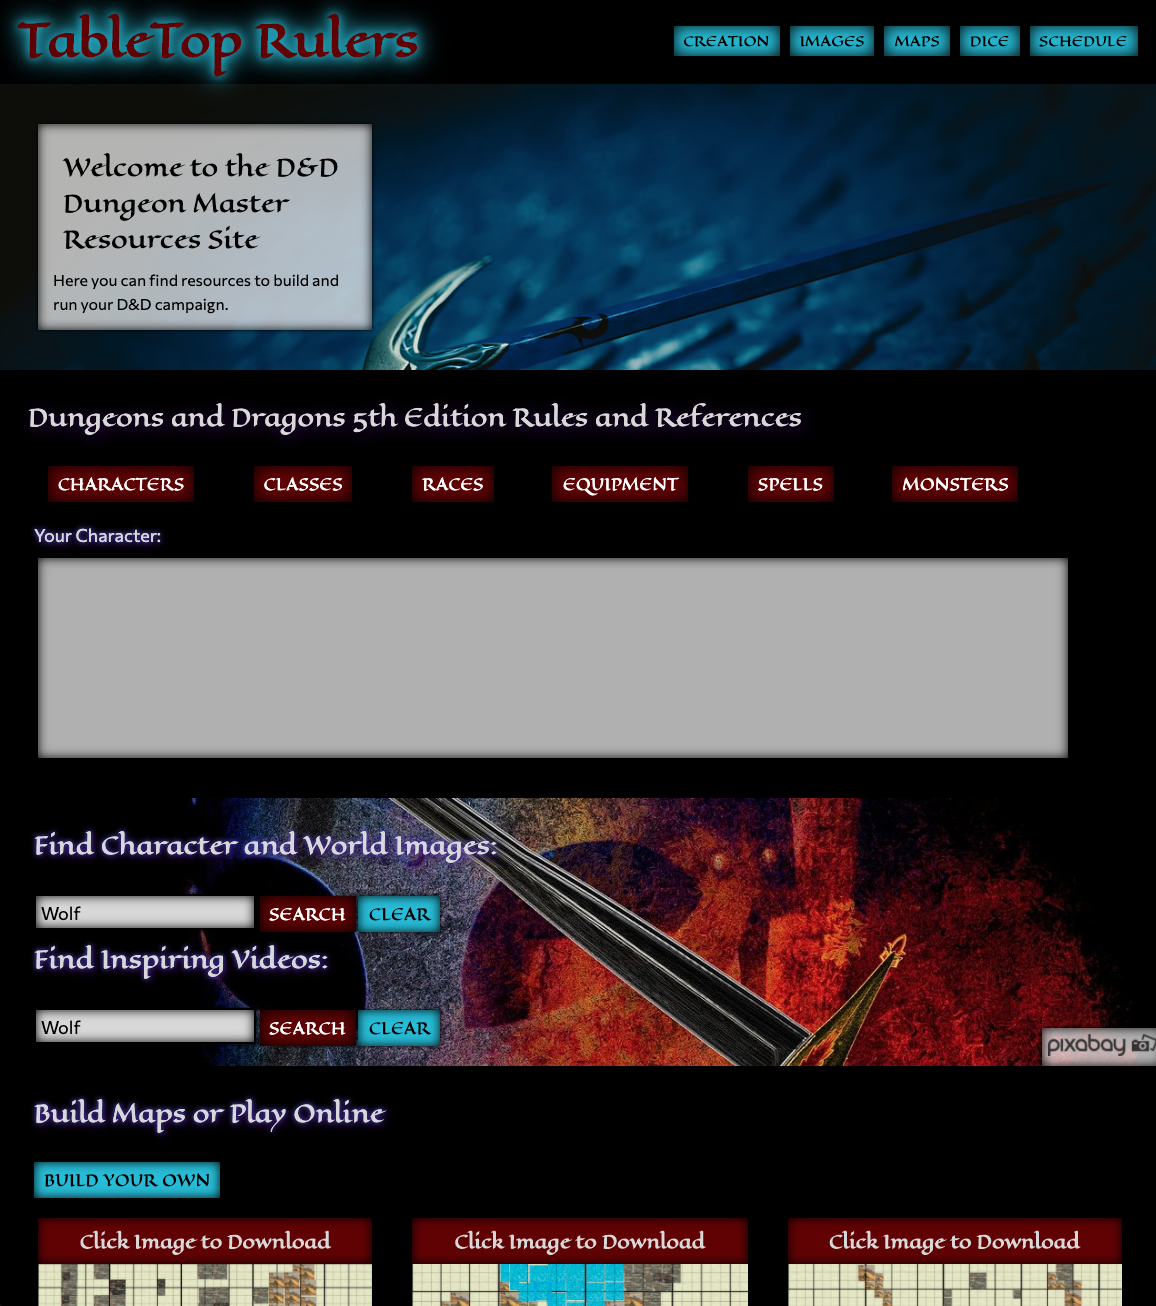 TableTop Rulers
CREATION
IMAGES
MAPS
DICE
SCHEDULE
Welcome to the D&D
Dungeon Master
Resources Site
Here you can find resources to build and
run your D&D campaign.
Dungeons and Dragons 5th Edition Rules and References
CHARACTERS
CLASSES
RACES
EQUIPMENT
SPELLS
MONSTERS
Your Character:
Find Character and World Images:
Wolf
SEARCH
CLEAR
Find Inspiring Videos:
Wolf
SEARCH
CLEAR
pixabay
Build Maps or Play Online
BUILD YOUR OWN
Click Image to Download
Click Image to Download
Click Image to Download